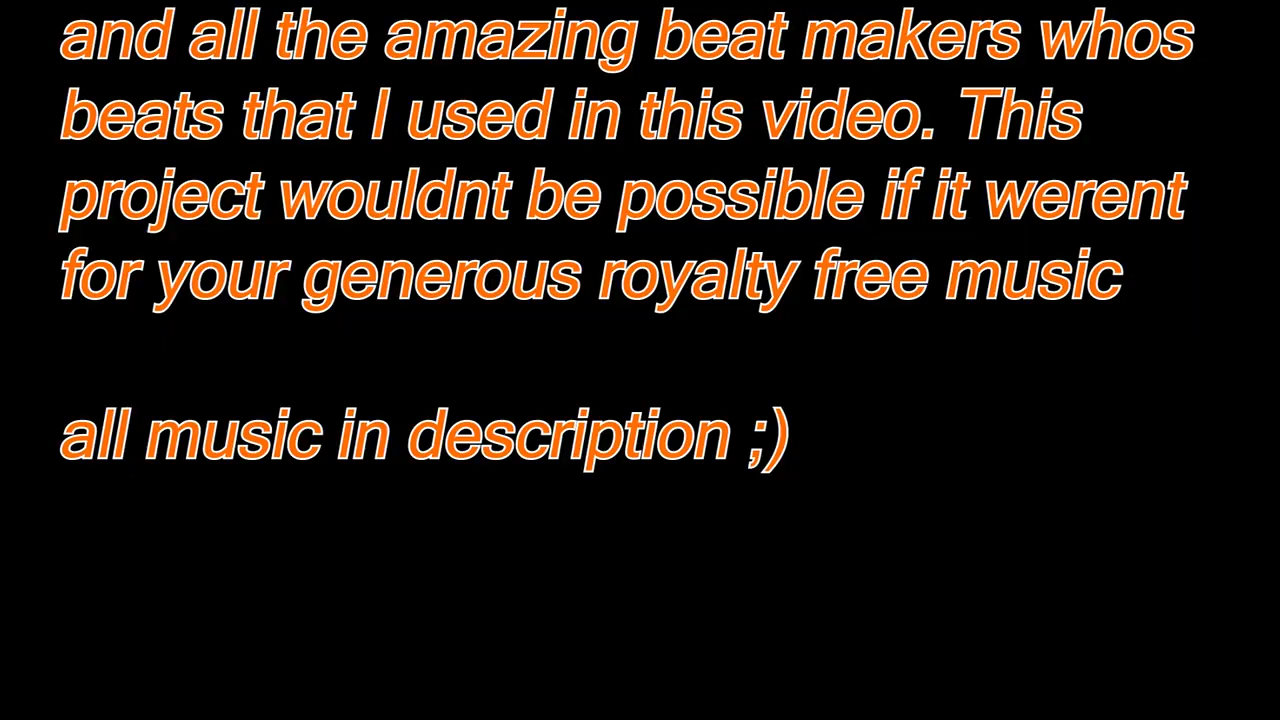 and all the amazing beat makers whos
beats that I used in this video. This
project wouldnt be possible if it werent
for your generous royalty free music
all music in description ;)